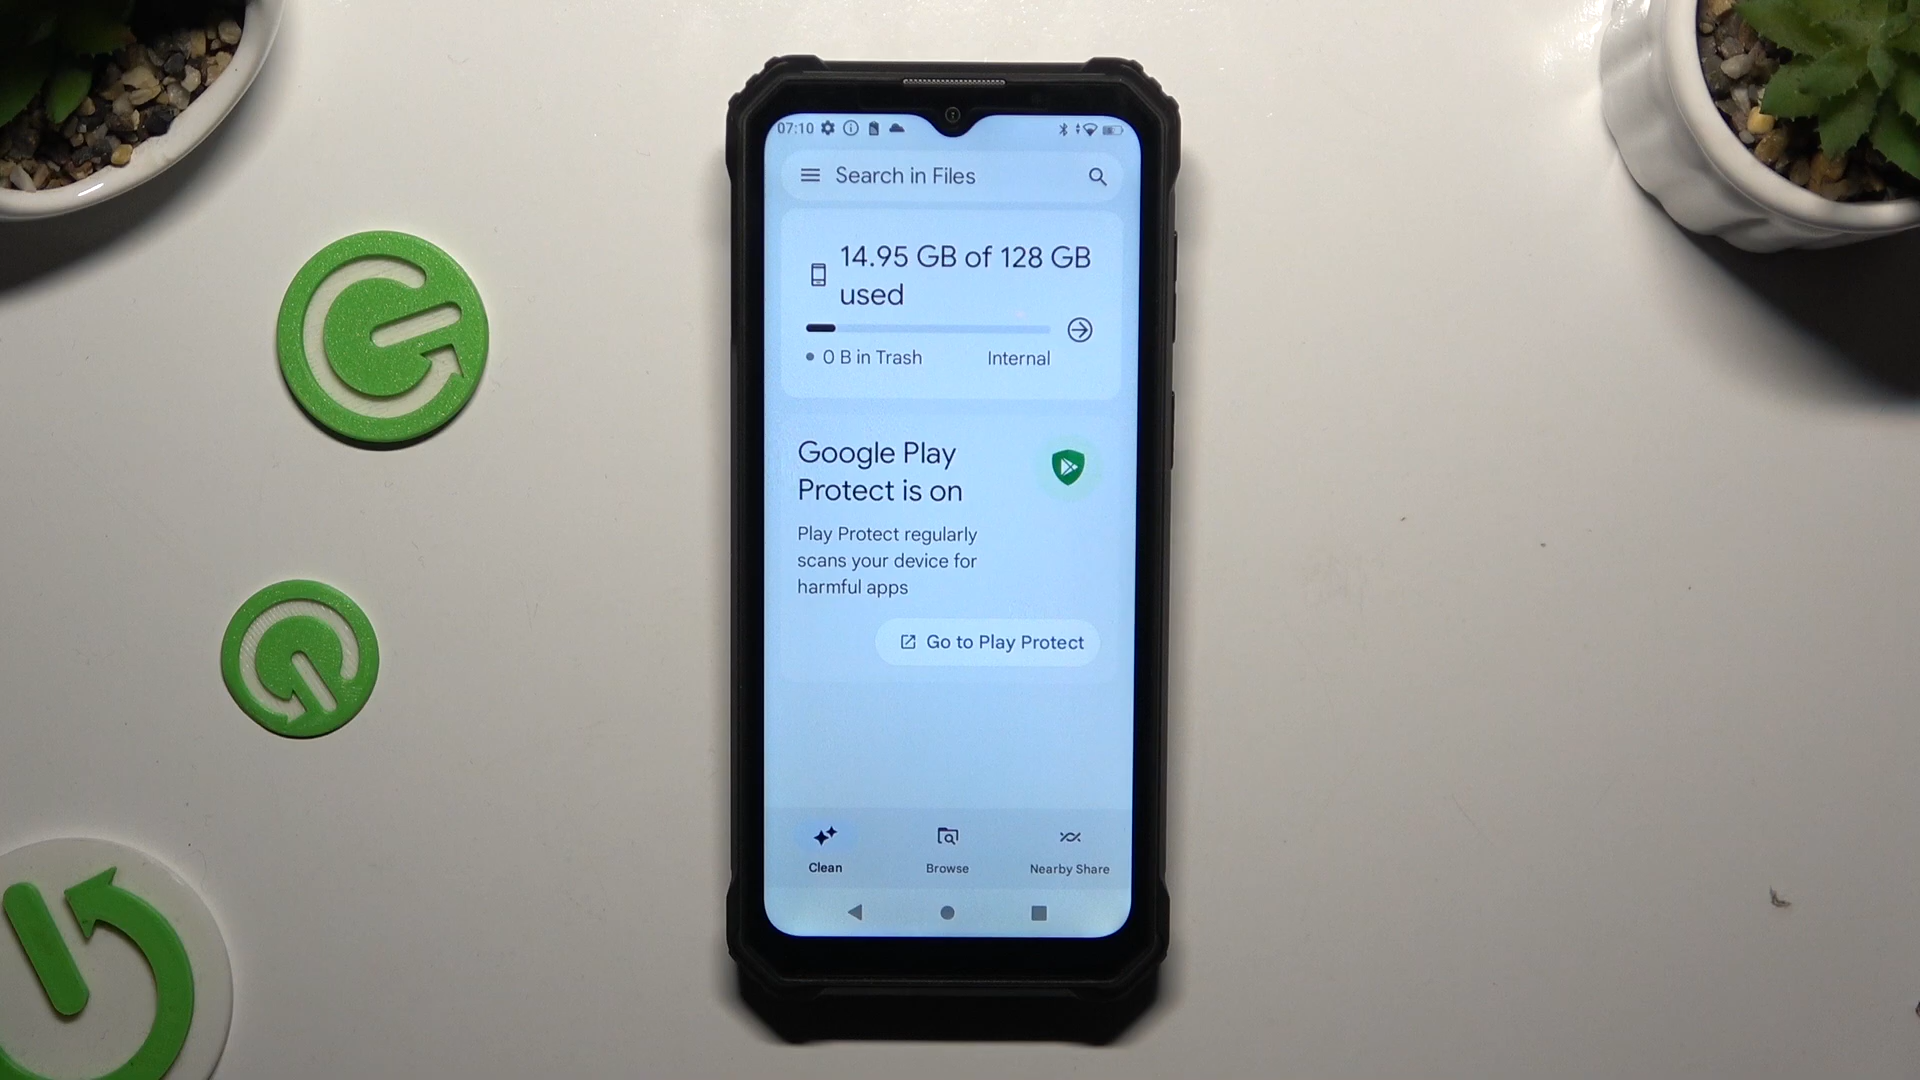 07:10
Search in Files
14.95 GB of 128 GB
used
0 B in Trash
Internal
Google Play
Protect is on
Play Protect regularly
scans your device for
harmful apps
Go to Play Protect
Clean
Browse
Nearby Share